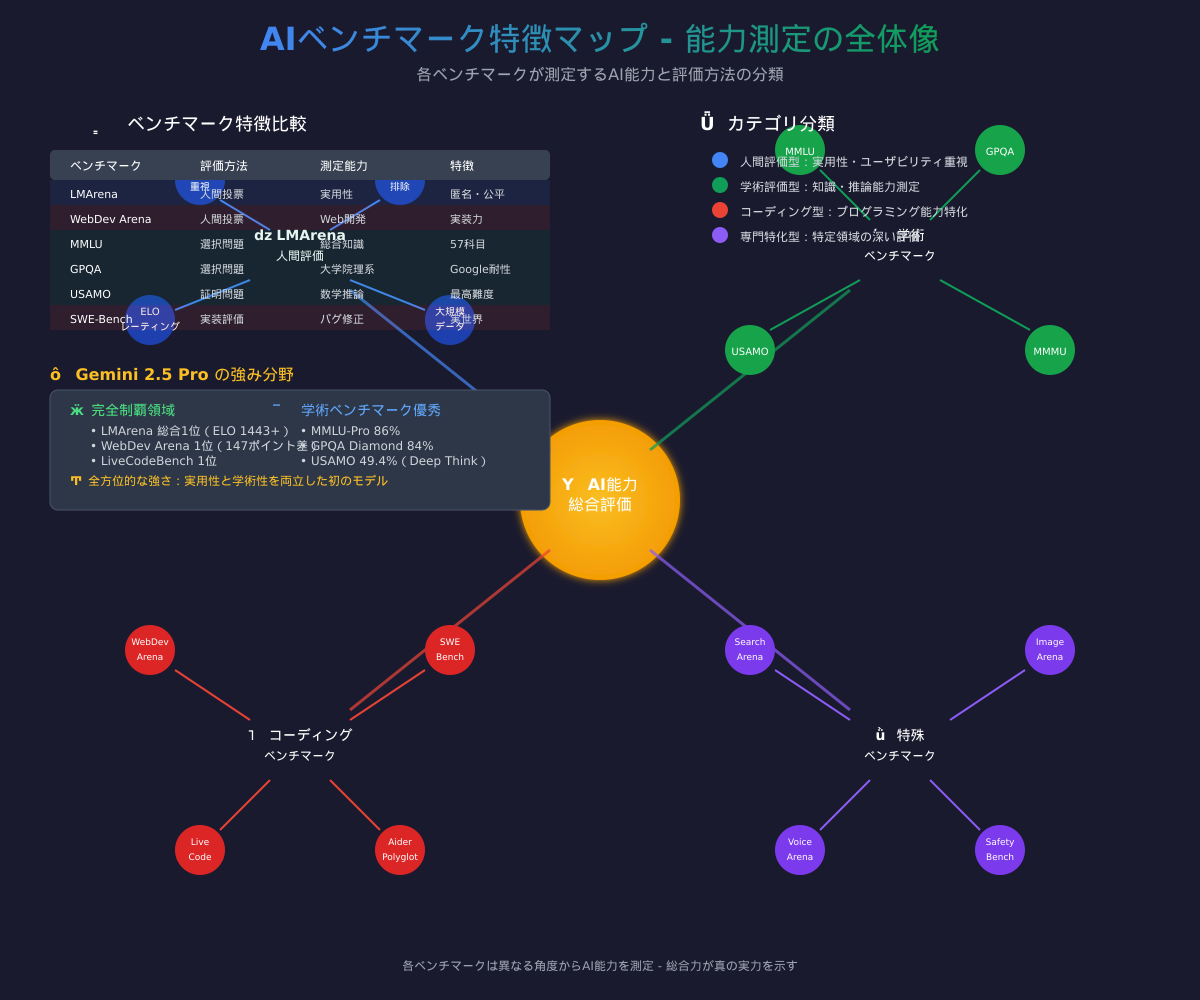 AIベンチマーク特徴マップ - 能力測定の全体像
各ベンチマークが測定するAI能力と評価方法の分類
ベンチマーク特徴比較
ベンチマーク 評価方法 測定能力 特徴
LMArena 人間投票 実用性 匿名・公平
WebDev Arena 人間投票 Web開発 実装力
MMLU 選択問題 総合知識 57科目
GPQA 選択問題 大学院理系 Google耐性
USAMO 証明問題 数学推論 最高難度
SWE-Bench 実装評価 バグ修正 実世界
重視
排除
LMArena
人間評価
ELO
レーティング
大規模
データ
カテゴリ分類
人間評価型：実用性・ユーザビリティ重視
学術評価型：知識・推論能力測定
コーディング型：プログラミング能力特化
専門特化型：特定領域の深い評価
MMLU
GPQA
学術
ベンチマーク
USAMO
MMMU
Gemini 2.5 Pro の強み分野
完全制覇領域
• LMArena 総合1位（ELO 1443+）
• WebDev Arena 1位（147ポイント差）
• LiveCodeBench 1位
学術ベンチマーク優秀
• MMLU-Pro 86%
• GPQA Diamond 84%
• USAMO 49.4%（Deep Think）
全方位的な強さ：実用性と学術性を両立した初のモデル
AI能力
総合評価
WebDev
Arena
SWE
Bench
コーディング
ベンチマーク
Live
Code
Aider
Polyglot
Search
Arena
Image
Arena
特殊
ベンチマーク
Voice
Arena
Safety
Bench
各ベンチマークは異なる角度からAI能力を測定 - 総合力が真の実力を示す